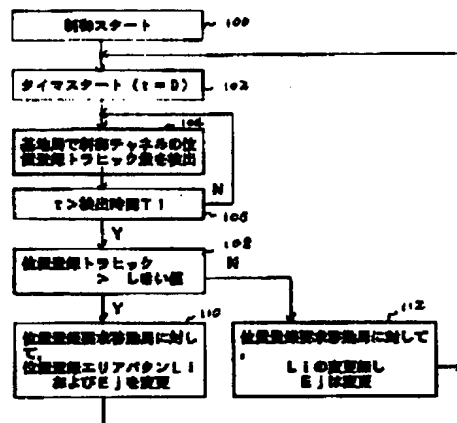 制御スタート
100
タイマスタート (t=0)
102
104
基地局で制御チャネルの位
置登録トラヒック量を検出
N
t>検出時間T1
106
Y
108
位置登録トラヒック
> しきい値
N
Y
110
位置登録要求移動局に対し
て,
位置登録エリアパタンLi
およびEjを変更
112
位置登録要求移動局に対して
,
Liの変更無し
Ejは変更